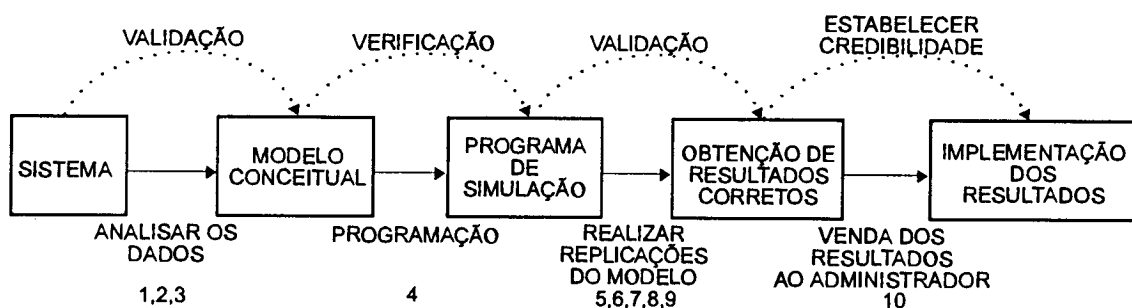 VALIDAÇÃO
VERIFICAÇÃO
VALIDAÇÃO
ESTABELECER
CREDIBILIDADE
SISTEMA
MODELO
CONCEITUAL
PROGRAMA
DE
SIMULAÇÃO
OBTENÇÃO DE
RESULTADOS
CORRETOS
IMPLEMENTAÇÃO
DOS
RESULTADOS
ANALISAR OS
DADOS
1,2,3
PROGRAMAÇÃO
4
REALIZAR
REPLICAÇÕES
DO MODELO
5,6,7,8,9
VENDA DOS
RESULTADOS
AO ADMINISTRADOR
10